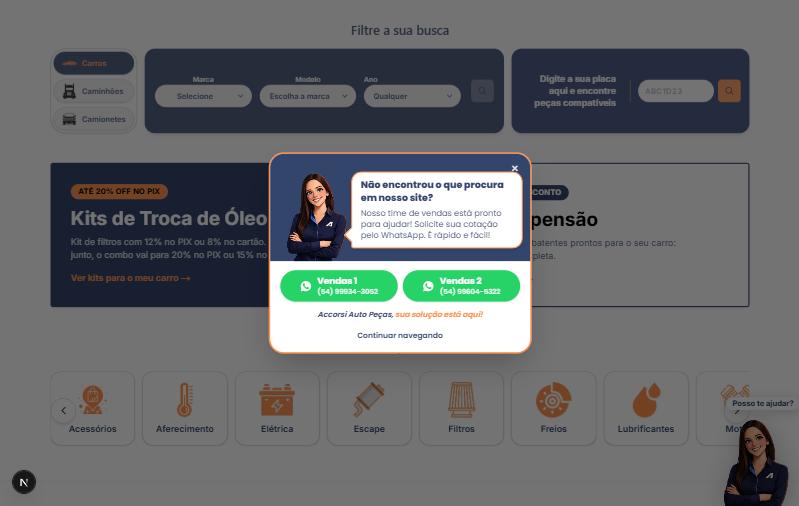 Filtre a sua busca
Carros
Caminhões
Camionetes
Marca
Selecione
Modelo
Escolha a marca
Ano
Qualquer
Digite a sua placa
aqui e encontre
peças compatíveis
ABC1D23
ATÉ 20% OFF NO PIX
Kits de Troca de Óleo
Kit de filtros com 12% no PIX ou 8% no cartão.
junto, o combo vai para 20% no PIX ou 15% no
Ver kits para o meu carro →
CONTO
pensão
batentes prontos para o seu carro:
pleta.
Não encontrou o que procura
em nosso site?
Nosso time de vendas está pronto
para ajudar! Solicite sua cotação
pelo WhatsApp. É rápido e fácil!
Vendas 1
(54) 99934-3052
Vendas 2
(54) 99604-5322
Accorsi Auto Peças, sua solução está aqui!
Continuar navegando
Acessórios
Aferecimento
Elétrica
Escape
Filtros
Freios
Lubrificantes
Mot
Posso te ajudar?
N